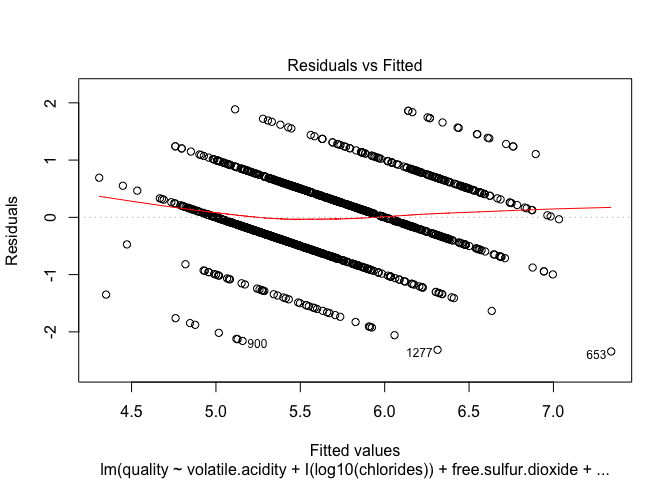 Residuals vs Fitted
Residuals
2
1
0
-1
-2
900
1277
653
4.5 5.0 5.5 6.0 6.5 7.0
Fitted values
lm(quality ~ volatile.acidity + I(log10(chlorides)) + free.sulfur.dioxide + ...